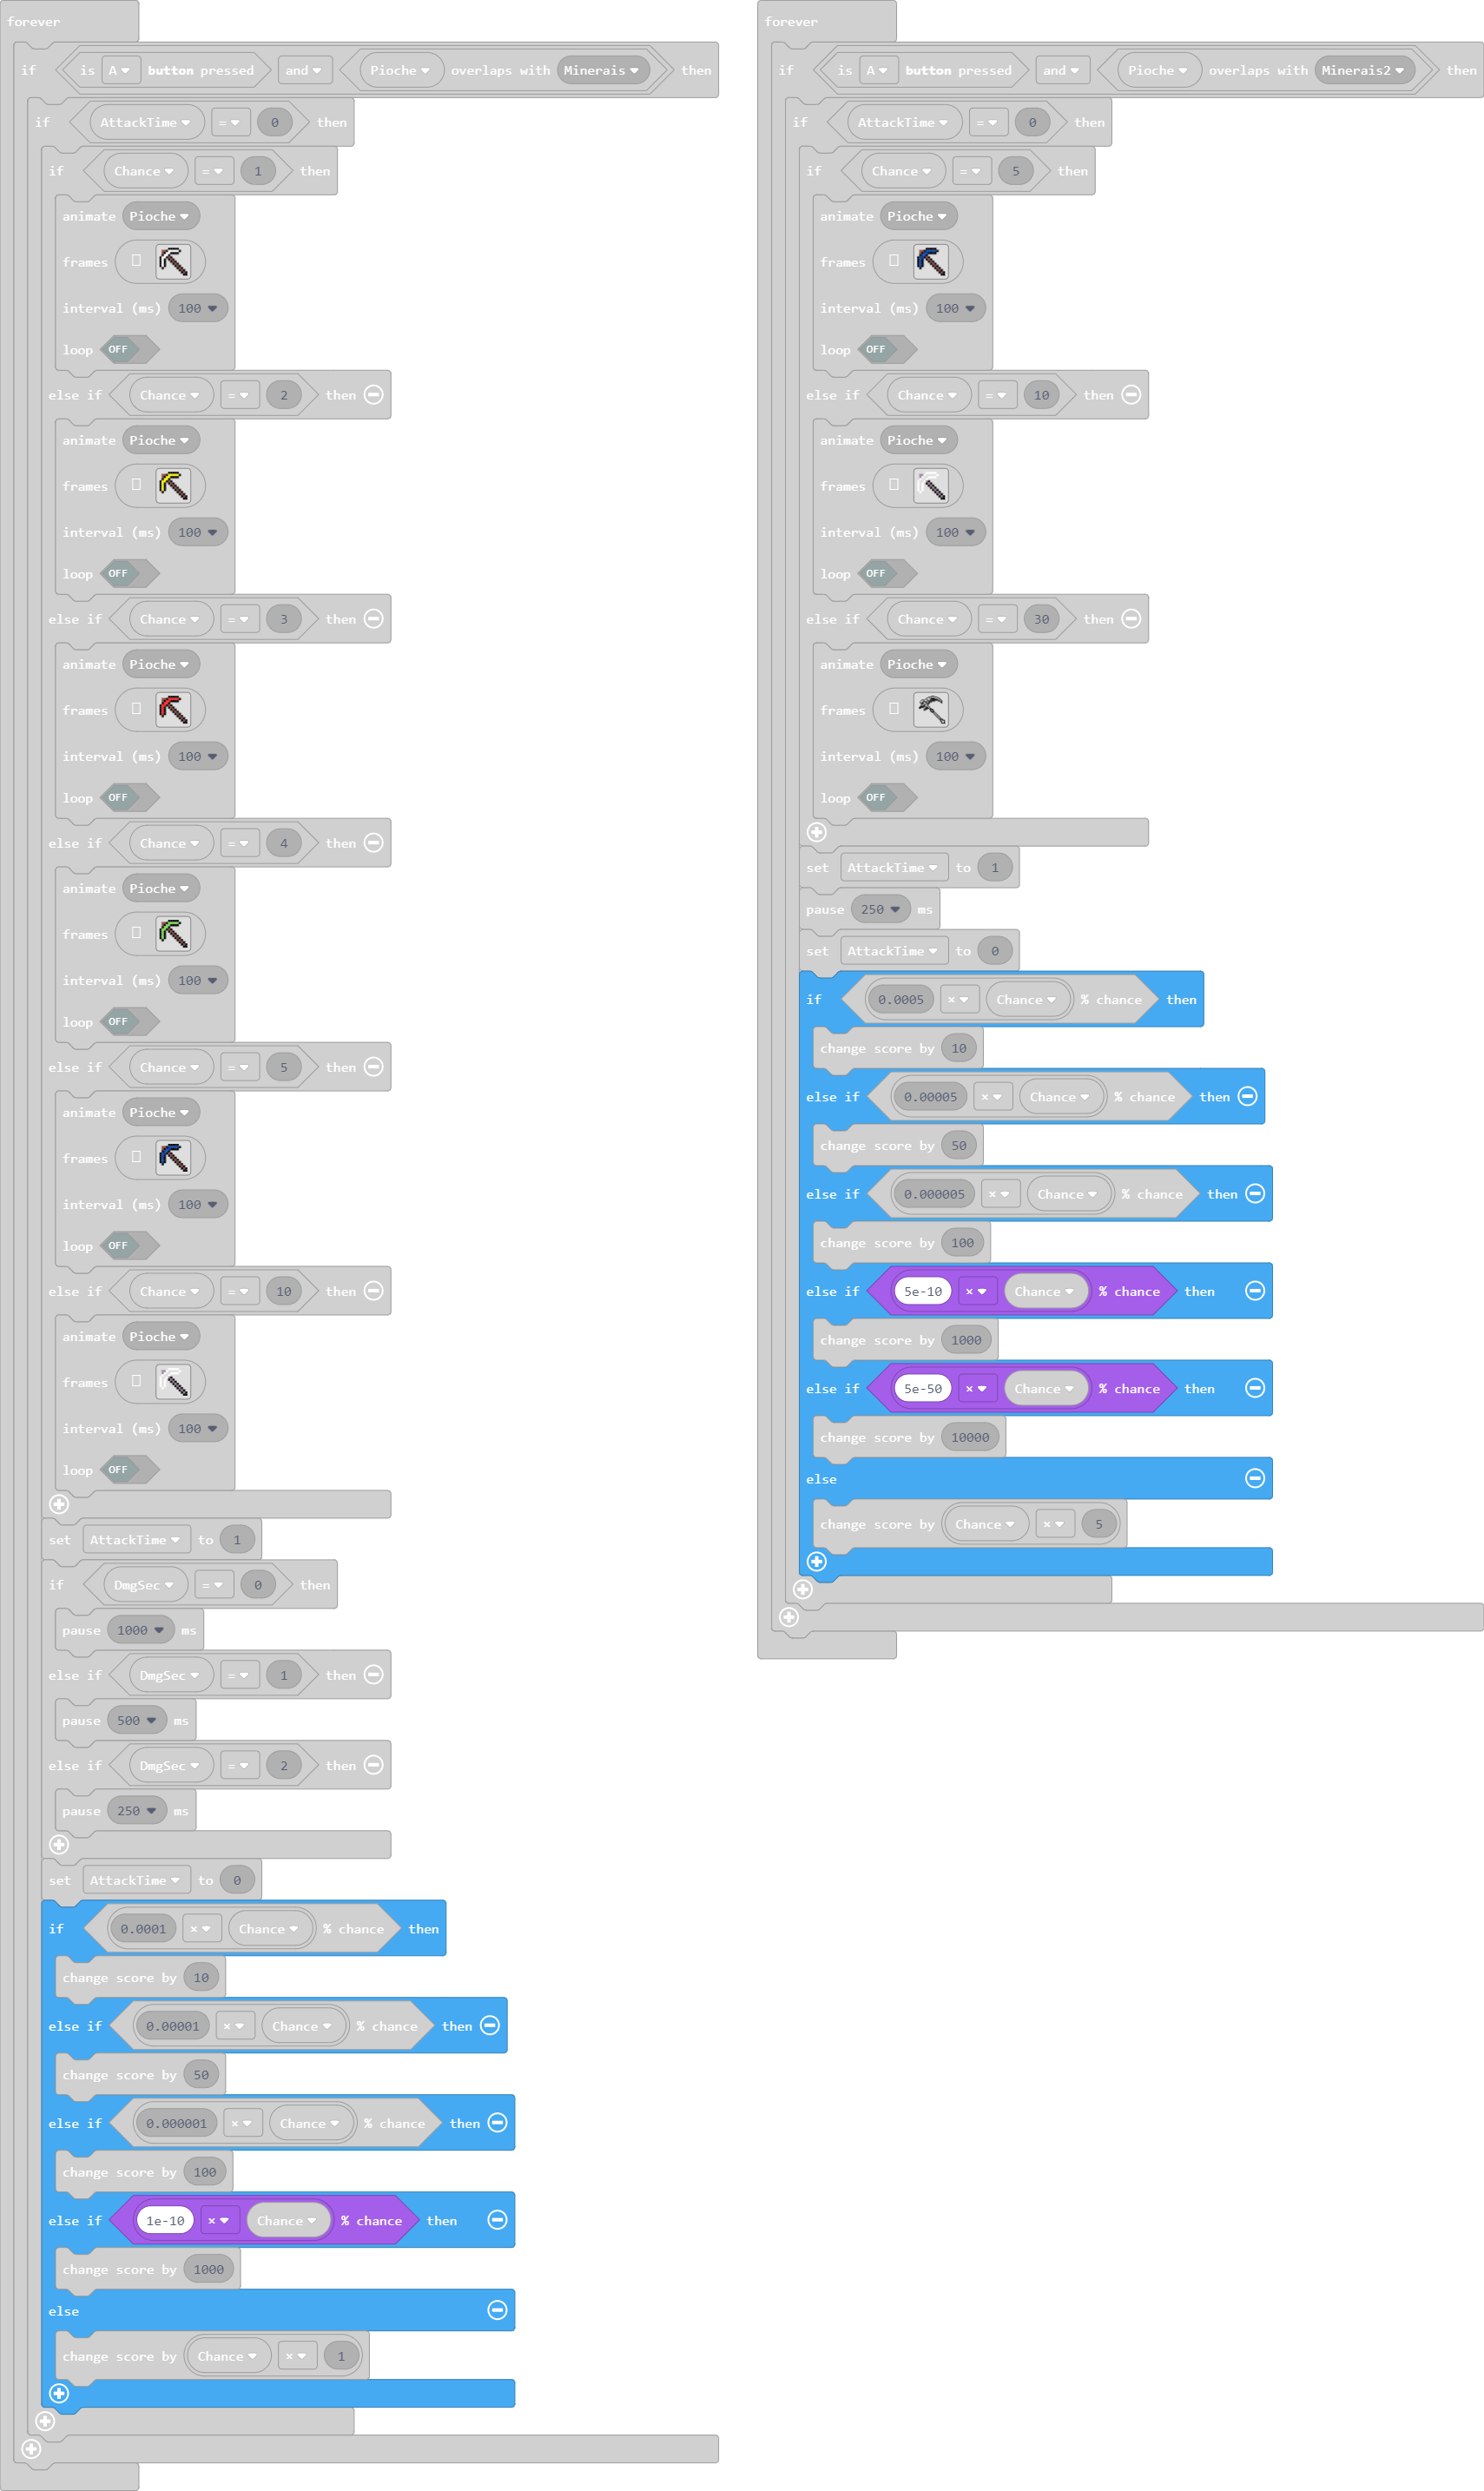 forever
if is A button pressed and Pioche overlaps with Minerais then
if AttackTime = 0 then
if Chance = 1 then
animate Pioche
frames
interval (ms) 100
loop OFF
else if Chance = 2 then
animate Pioche
frames
interval (ms) 100
loop OFF
else if Chance = 3 then
animate Pioche
frames
interval (ms) 100
loop OFF
else if Chance = 4 then
animate Pioche
frames
interval (ms) 100
loop OFF
else if Chance = 5 then
animate Pioche
frames
interval (ms) 100
loop OFF
else if Chance = 10 then
animate Pioche
frames
interval (ms) 100
loop OFF
set AttackTime to 1
if DmgSec = 0 then
pause 1000 ms
else if DmgSec = 1 then
pause 500 ms
else if DmgSec = 2 then
pause 250 ms
set AttackTime to 0
if 0.0001 × Chance % chance then
change score by 10
else if 0.00001 × Chance % chance then
change score by 50
else if 0.000001 × Chance % chance then
change score by 100
else if 1e-10 × Chance % chance then
change score by 1000
else
change score by Chance × 1
forever
if is A button pressed and Pioche overlaps with Minerais2 then
if AttackTime = 0 then
if Chance = 5 then
animate Pioche
frames
interval (ms) 100
loop OFF
else if Chance = 10 then
animate Pioche
frames
interval (ms) 100
loop OFF
else if Chance = 30 then
animate Pioche
frames
interval (ms) 100
loop OFF
set AttackTime to 1
pause 250 ms
set AttackTime to 0
if 0.0005 × Chance % chance then
change score by 10
else if 0.00005 × Chance % chance then
change score by 50
else if 0.000005 × Chance % chance then
change score by 100
else if 5e-10 × Chance % chance then
change score by 1000
else if 5e-50 × Chance % chance then
change score by 10000
else
change score by Chance × 5